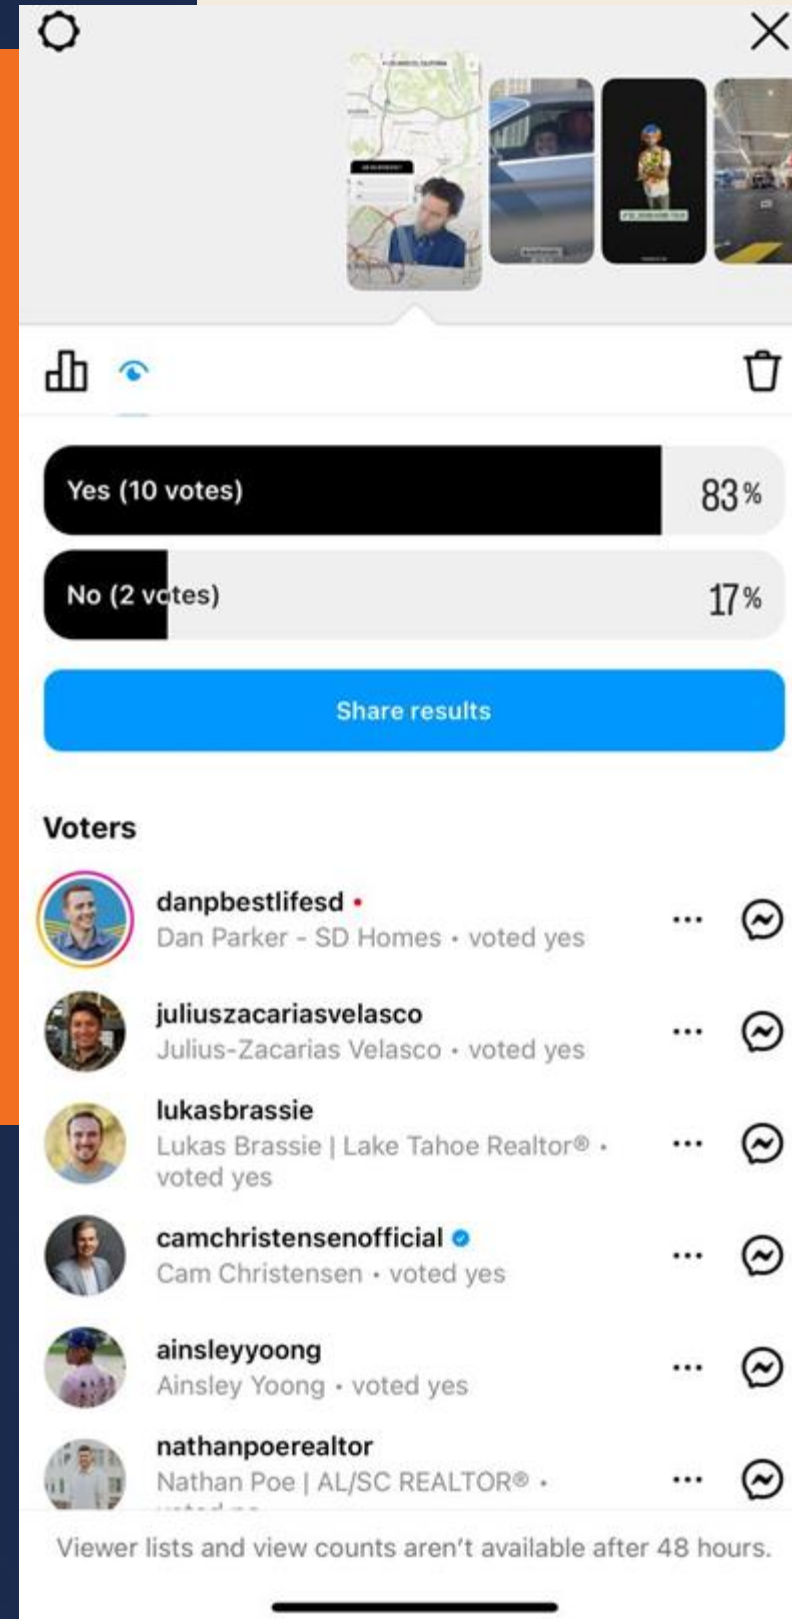 Yes (10 votes)
83%
No (2 votes)
17%
Share results
Voters
danpbestlifesd •
Dan Parker - SD Homes • voted yes
juliuszacariasvelasco
Julius-Zacarias Velasco • voted yes
lukasbrassie
Lukas Brassie | Lake Tahoe Realtor® •
voted yes
camchristensenofficial
Cam Christensen • voted yes
ainsleyyoong
Ainsley Yoong • voted yes
nathanpoerealtor
Nathan Poe | AL/SC REALTOR® •
Viewer lists and view counts aren't available after 48 hours.